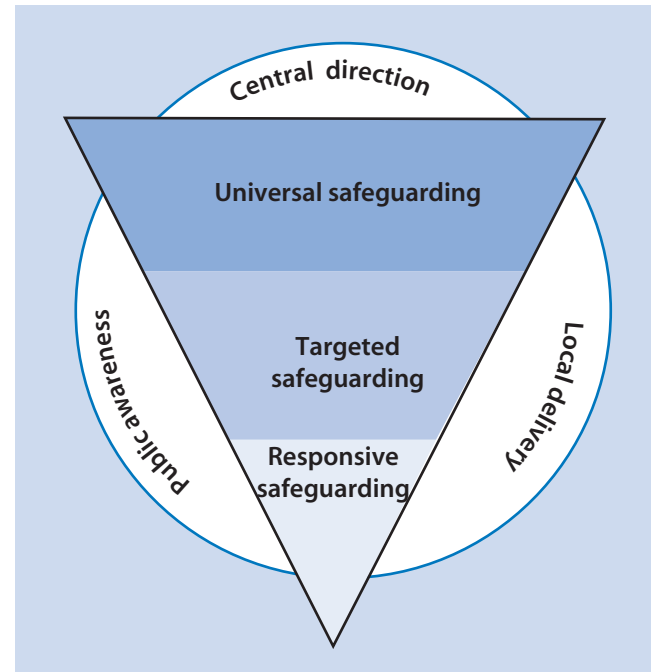 Central direction
Universal safeguarding
Targeted
safeguarding
Responsive
safeguarding
Public awareness
Local delivery